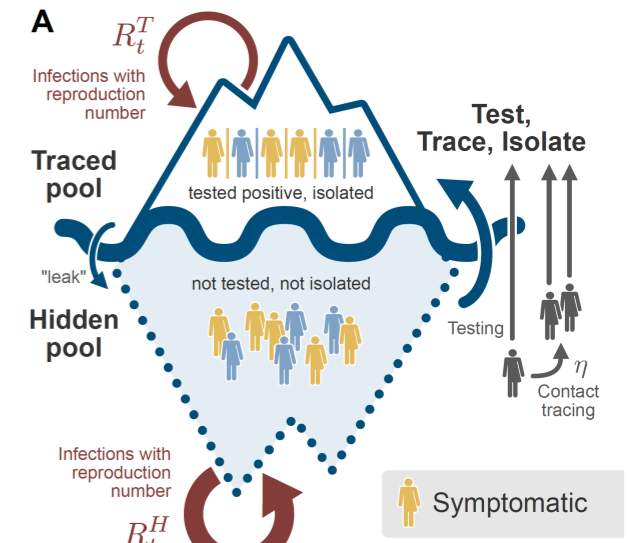 A
R_t^T
Infections with
reproduction
number
Test,
Trace, Isolate
Traced
pool
tested positive, isolated
"leak"
not tested, not isolated
Hidden
pool
Testing
η
Contact
tracing
Infections with
reproduction
number
R_t^H
Symptomatic